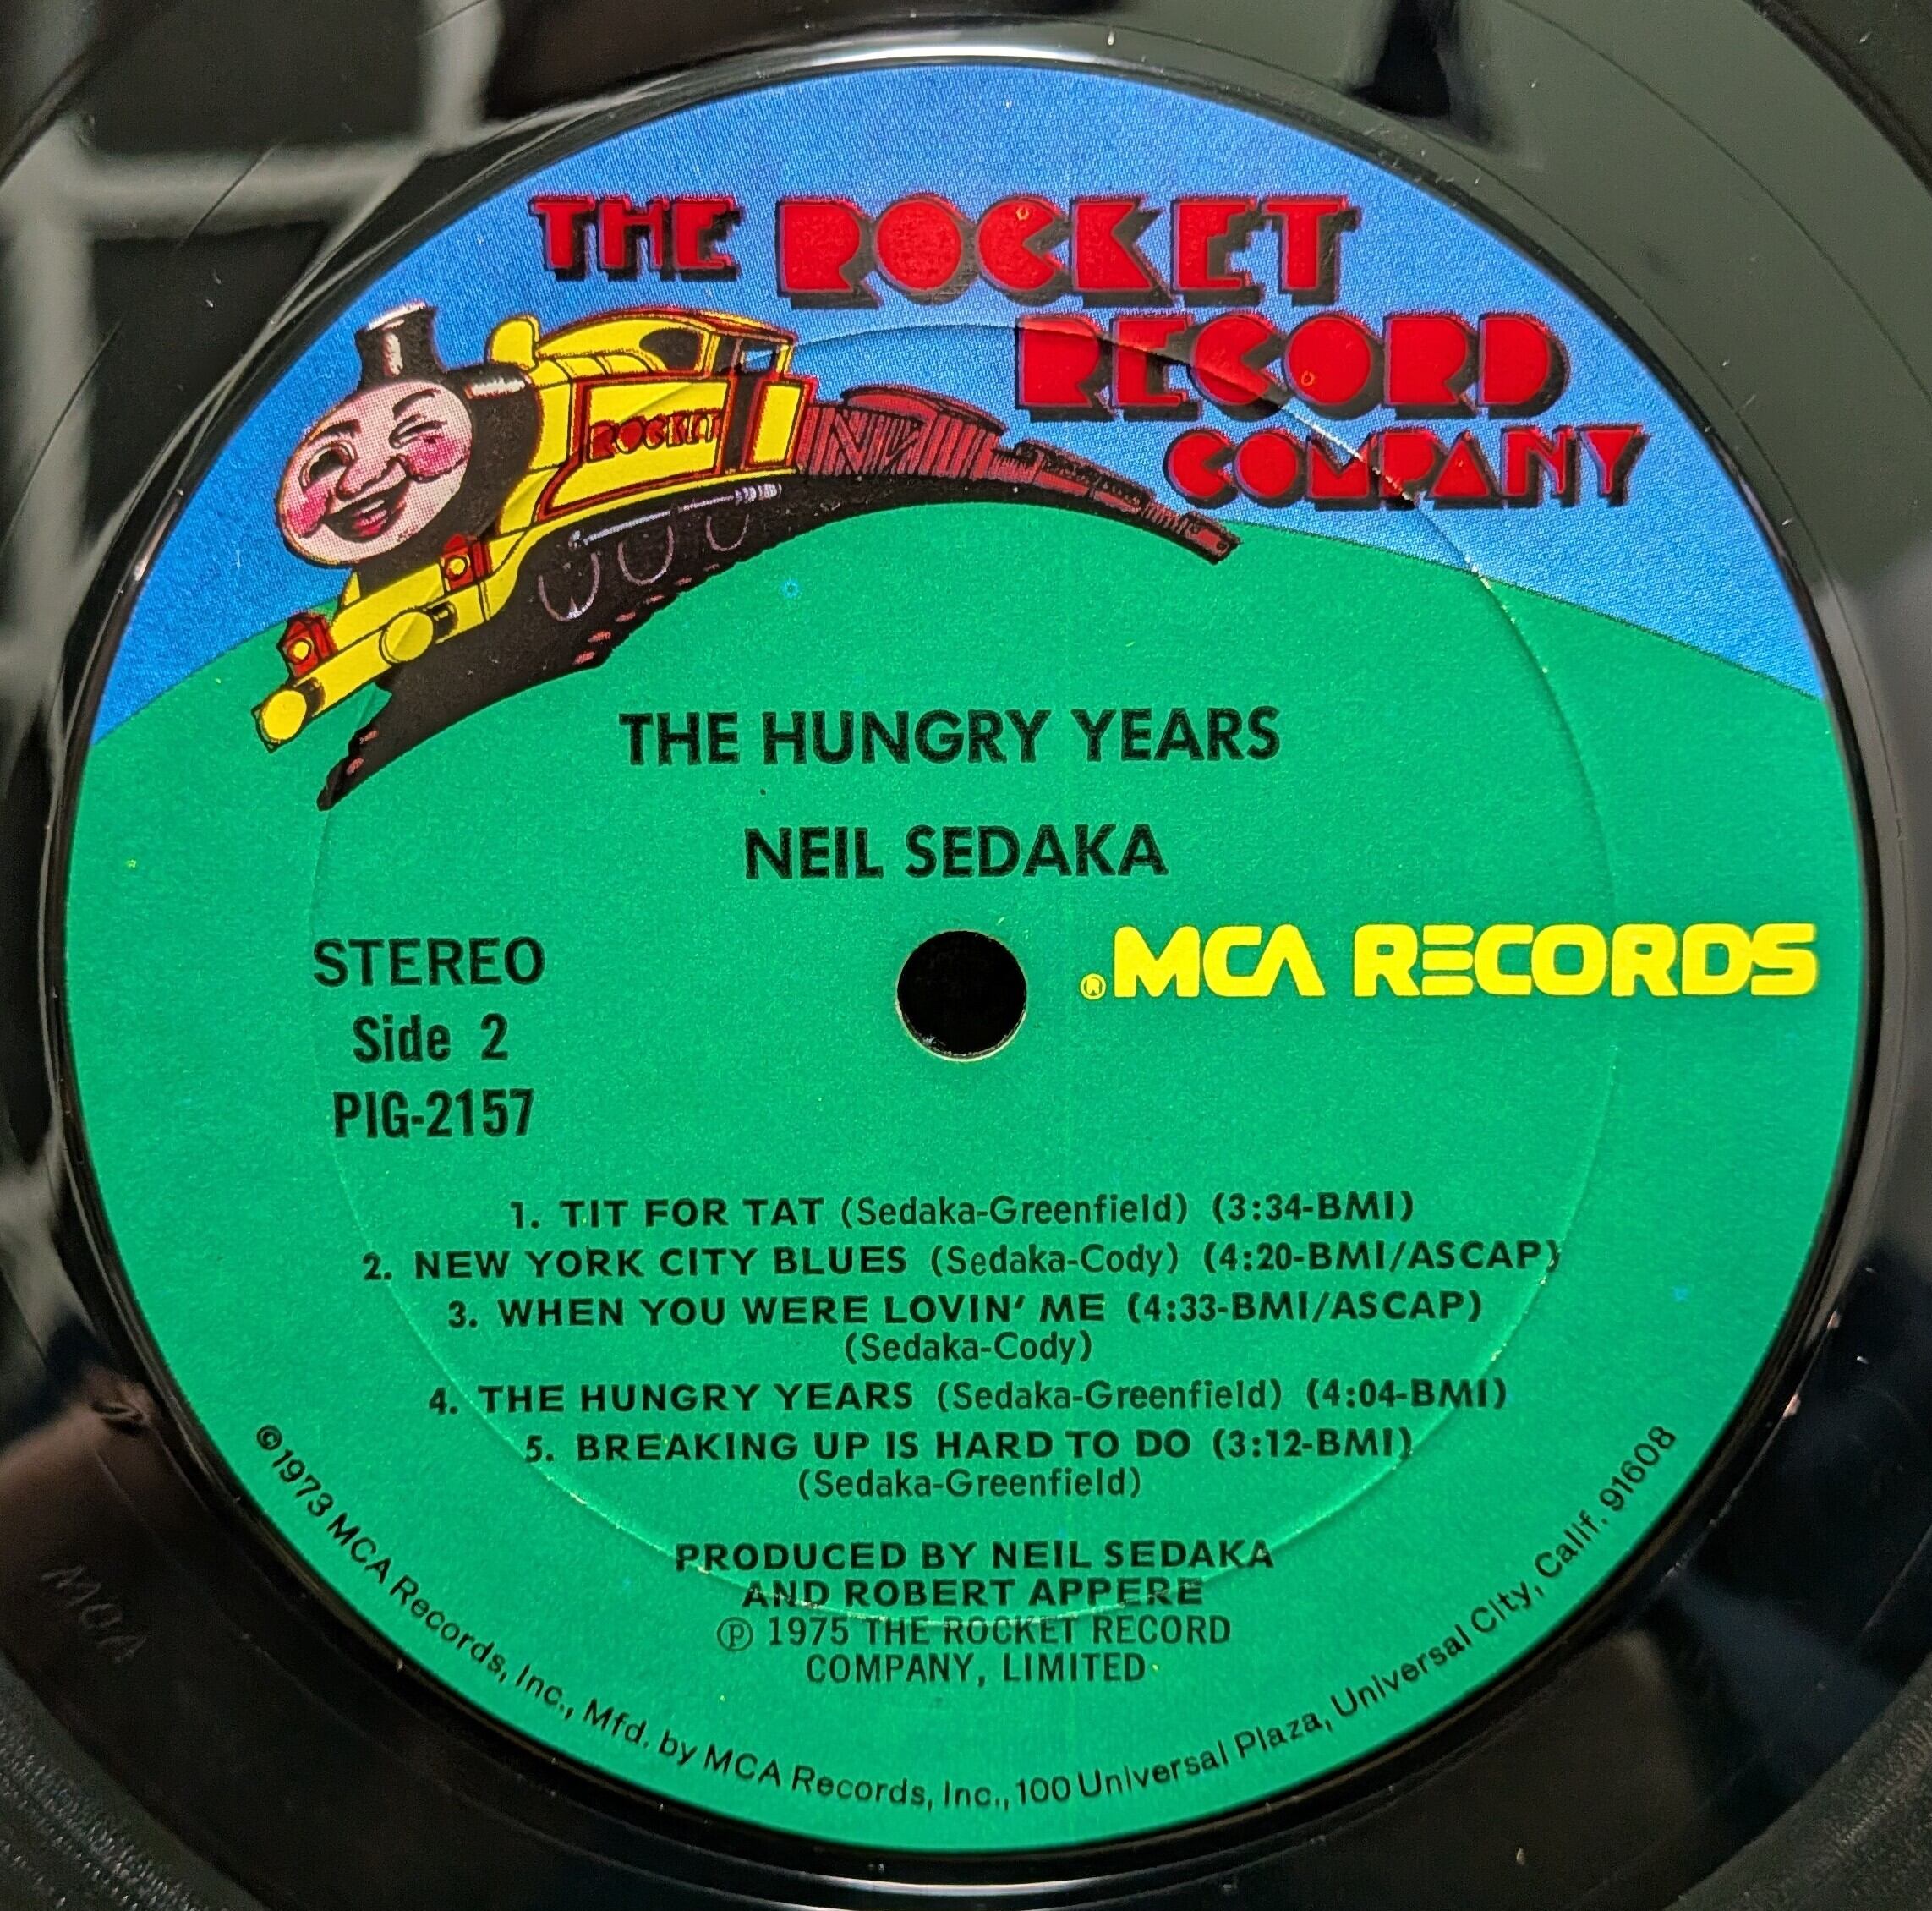 THE ROCKET
RECORD
COMPANY
ROCKET
THE HUNGRY YEARS
NEIL SEDAKA
STEREO
Side 2
PIG-2157
®MCA RECORDS
1. TIT FOR TAT (Sedaka-Greenfield) (3:34-BMI)
2. NEW YORK CITY BLUES (Sedaka-Cody) (4:20-BMI/ASCAP)
3. WHEN YOU WERE LOVIN' ME (4:33-BMI/ASCAP)
(Sedaka-Cody)
4. THE HUNGRY YEARS (Sedaka-Greenfield) (4:04-BMI)
5. BREAKING UP IS HARD TO DO (3:12-BMI)
(Sedaka-Greenfield)
PRODUCED BY NEIL SEDAKA
AND ROBERT APPERE
℗ 1975 THE ROCKET RECORD
COMPANY, LIMITED
©1973 MCA Records, Inc., Mfd. by MCA Records, Inc., 100 Universal Plaza, Universal City, Calif. 91608
MCA